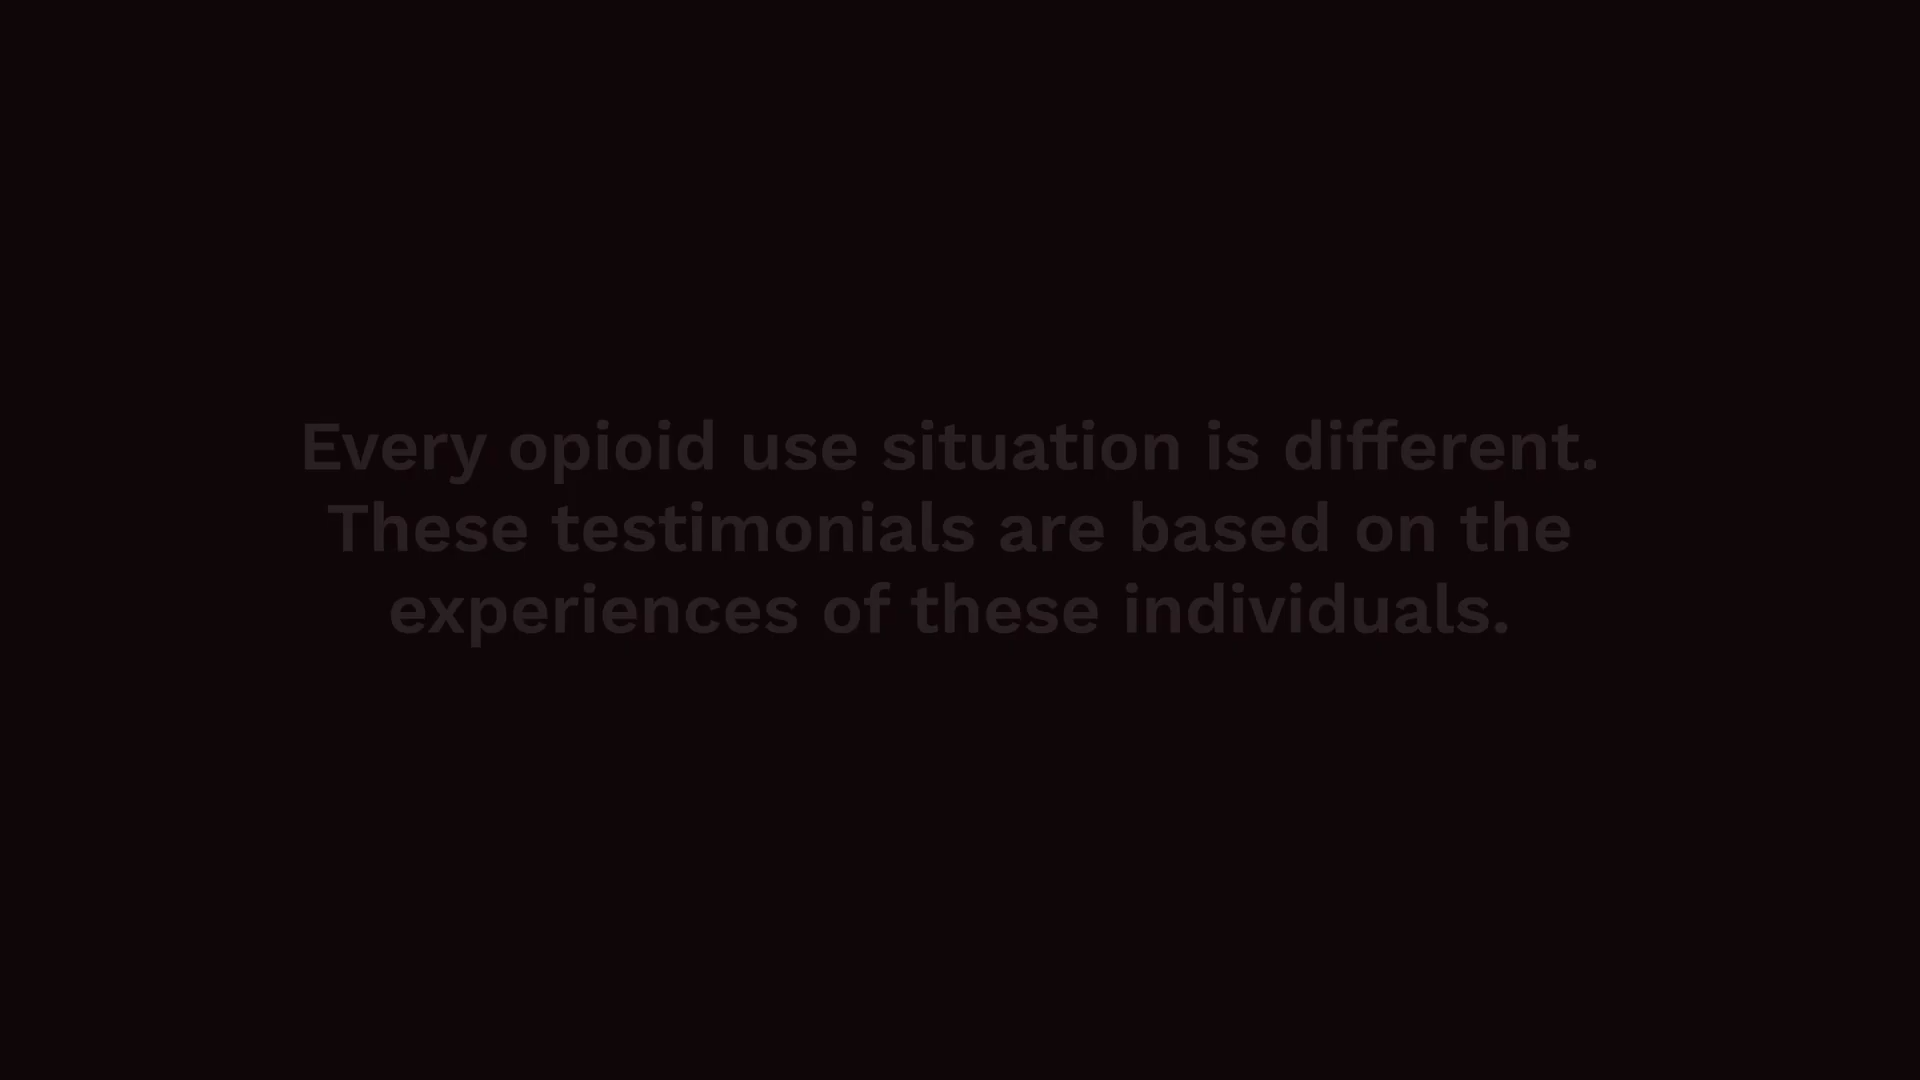 Every opioid use situation is different.
These testimonials are based on the
experiences of these individuals.